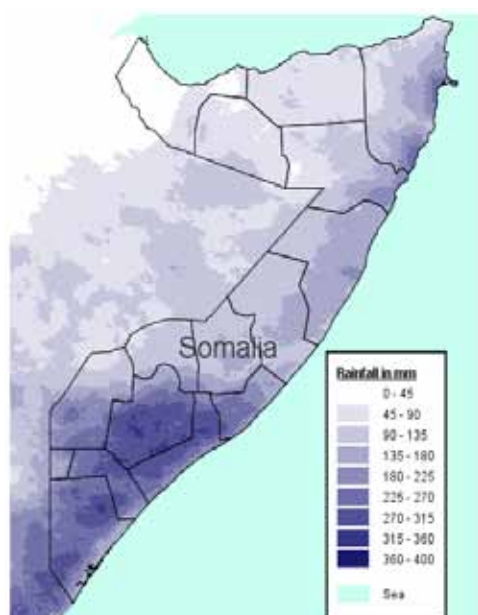 Somalia
Rainfall in mm
0 - 45
45 - 90
90 - 135
135 - 180
180 - 225
225 - 270
270 - 315
315 - 360
360 - 400
Sea